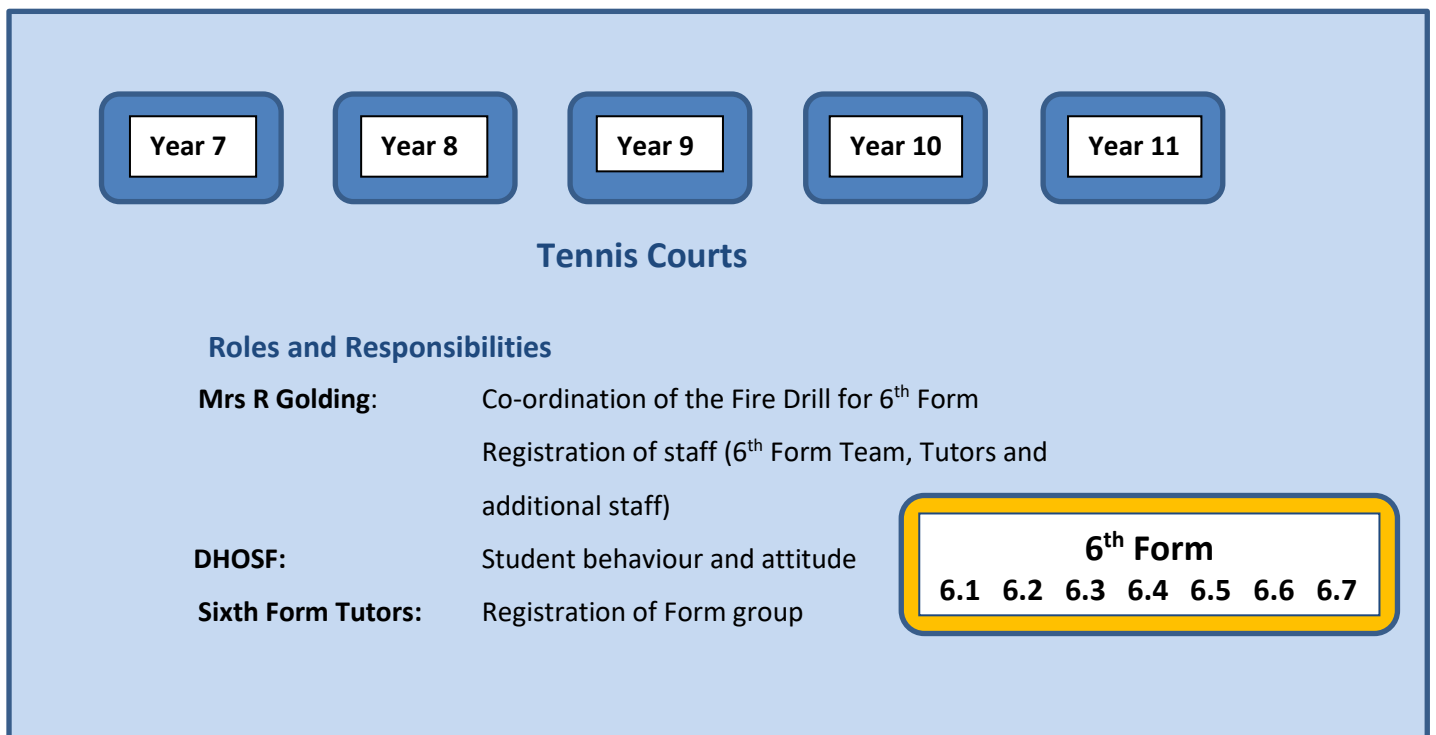 Year 7 Year 8 Year 9 Year 10 Year 11
Tennis Courts
Roles and Responsibilities
Mrs R Golding: Co-ordination of the Fire Drill for 6th Form
Registration of staff (6th Form Team, Tutors and
additional staff)
DHOSF: Student behaviour and attitude
Sixth Form Tutors: Registration of Form group
6th Form
6.1 6.2 6.3 6.4 6.5 6.6 6.7